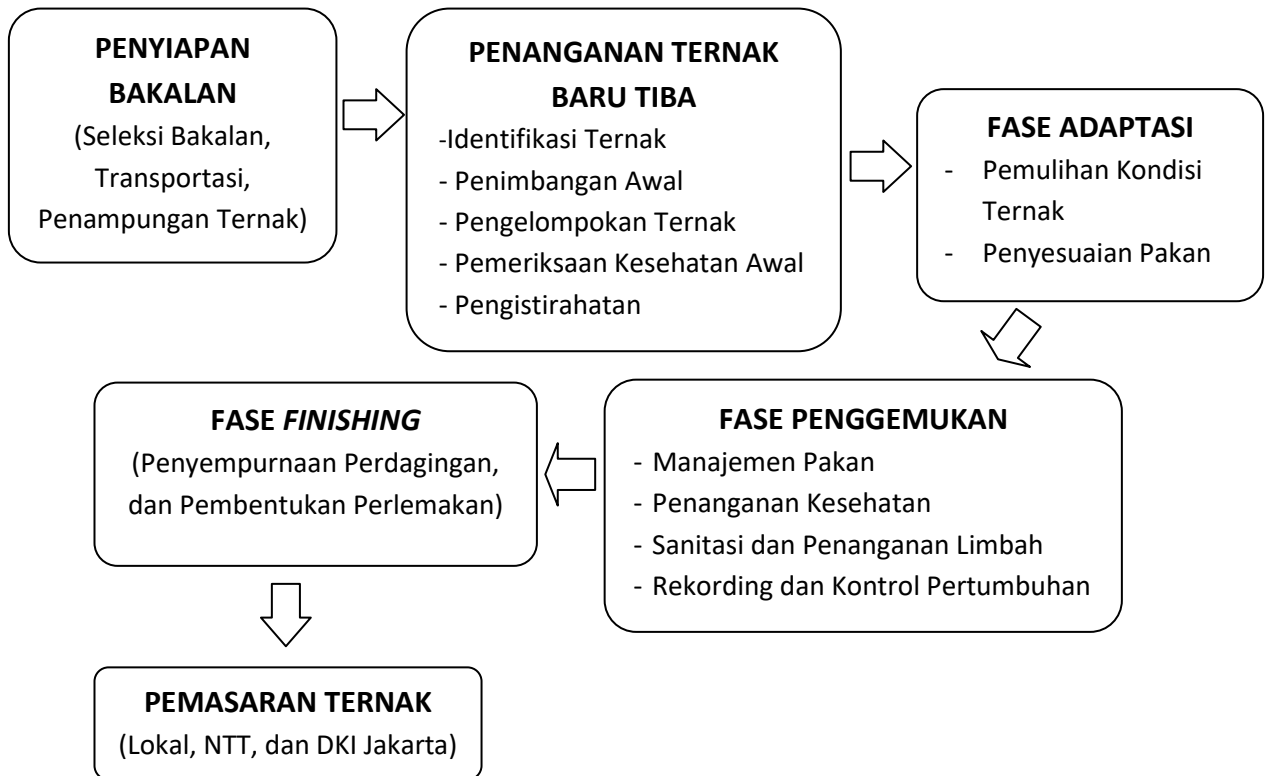 PENYIAPAN
BAKALAN
(Seleksi Bakalan,
Transportasi,
Penampungan Ternak)
PENANGANAN TERNAK
BARU TIBA
-Identifikasi Ternak
- Penimbangan Awal
- Pengelompokan Ternak
- Pemeriksaan Kesehatan Awal
- Pengistirahatan
FASE ADAPTASI
- Pemulihan Kondisi
Ternak
- Penyesuaian Pakan
FASE PENGGEMUKAN
- Manajemen Pakan
- Penanganan Kesehatan
- Sanitasi dan Penanganan Limbah
- Rekording dan Kontrol Pertumbuhan
FASE FINISHING
(Penyempurnaan Perdagingan,
dan Pembentukan Perlemakan)
PEMASARAN TERNAK
(Lokal, NTT, dan DKI Jakarta)